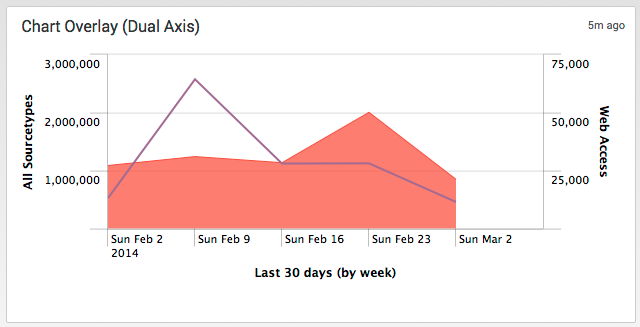 Chart Overlay (Dual Axis)
5m ago
3,000,000
2,000,000
1,000,000
All Sourcetypes
75,000
50,000
25,000
Web Access
Sun Feb 2
2014
Sun Feb 9
Sun Feb 16
Sun Feb 23
Sun Mar 2
Last 30 days (by week)